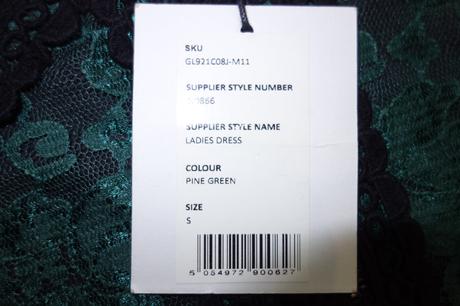 SKU
GL921C08J-M11
SUPPLIER STYLE NUMBER
SUPPLIER STYLE NAME
LADIES DRESS
COLOUR
PINE GREEN
SIZE
S
5 054972 900627